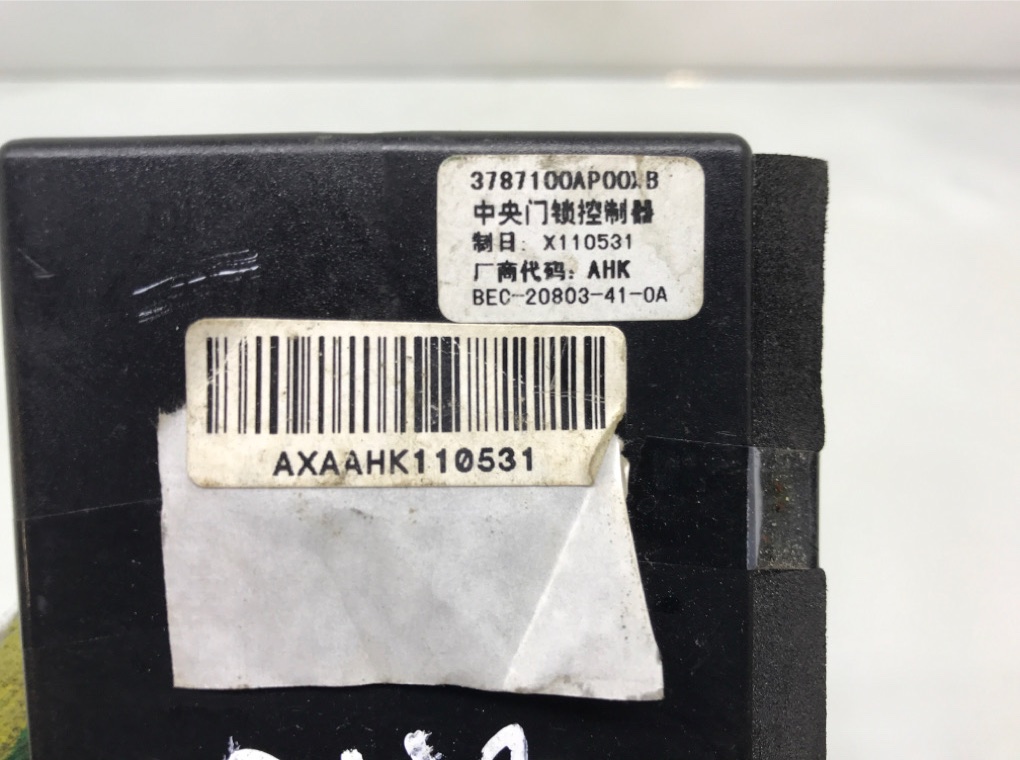 3787100AP00XB
中央门锁控制器
制日: X110531
厂商代码: AHK
BEC-20803-41-0A
AXAAHK110531